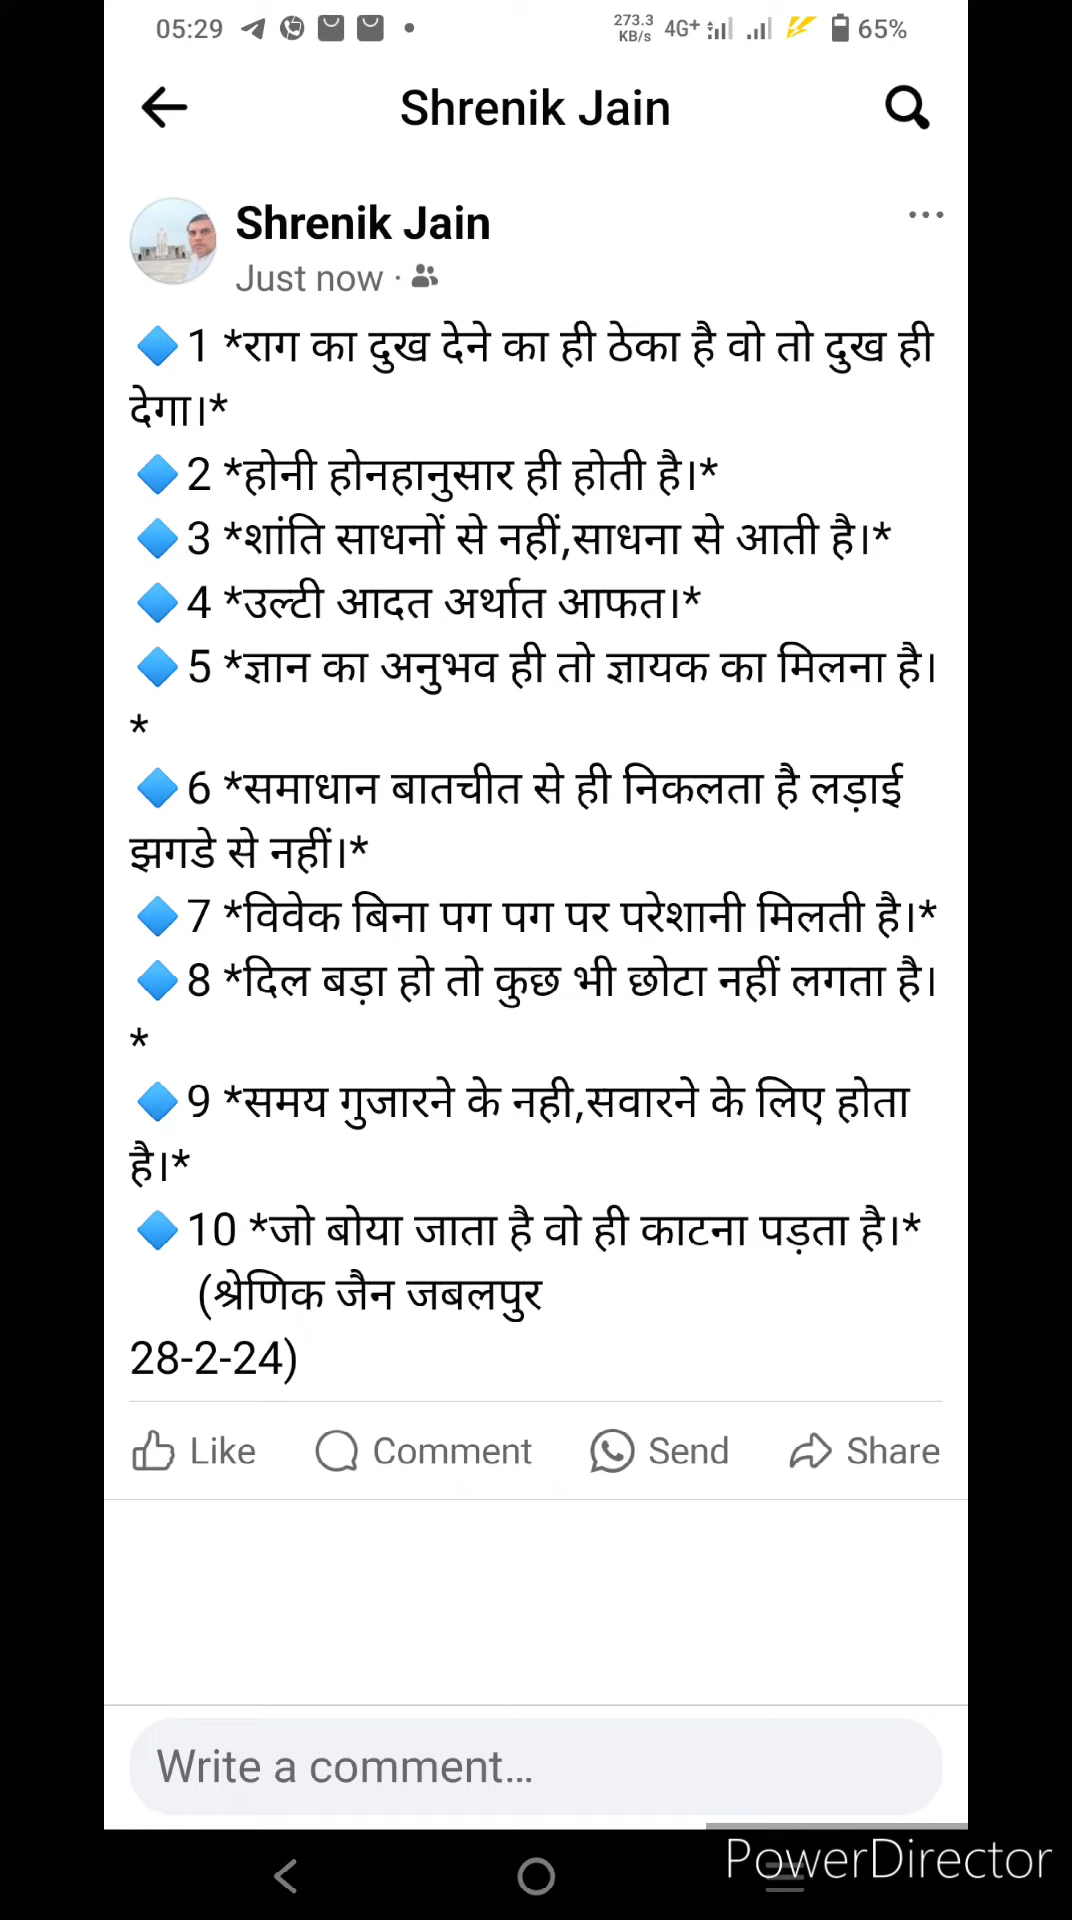 05:29
273.3 KB/s 4G+ 65%
Shrenik Jain
Shrenik Jain
Just now ·
🔷1 *राग का दुख देने का ही ठेका है वो तो दुख ही
देगा।*
🔷2 *होनी होनहानुसार ही होती है।*
🔷3 *शांति साधनों से नहीं,साधना से आती है।*
🔷4 *उल्टी आदत अर्थात आफत।*
🔷5 *ज्ञान का अनुभव ही तो ज्ञायक का मिलना है।
*
🔷6 *समाधान बातचीत से ही निकलता है लड़ाई
झगडे से नहीं।*
🔷7 *विवेक बिना पग पग पर परेशानी मिलती है।*
🔷8 *दिल बड़ा हो तो कुछ भी छोटा नहीं लगता है।
*
🔷9 *समय गुजारने के नही,सवारने के लिए होता
है।*
🔷10 *जो बोया जाता है वो ही काटना पड़ता है।*
(श्रेणिक जैन जबलपुर
28-2-24)
Like Comment Send Share
Write a comment...
PowerDirector